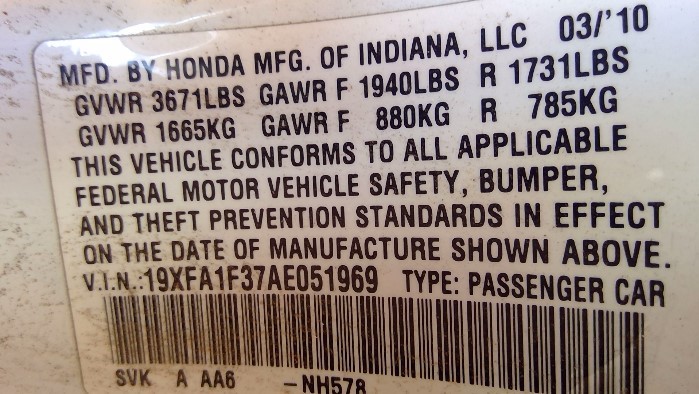 MFD. BY HONDA MFG. OF INDIANA, LLC 03/'10
GVWR 3671LBS GAWR F 1940LBS R 1731LBS
GVWR 1665KG GAWR F 880KG R 785KG
THIS VEHICLE CONFORMS TO ALL APPLICABLE
FEDERAL MOTOR VEHICLE SAFETY, BUMPER,
AND THEFT PREVENTION STANDARDS IN EFFECT
ON THE DATE OF MANUFACTURE SHOWN ABOVE.
V.I.N.:19XFA1F37AE051969 TYPE: PASSENGER CAR
SVK A AA6 –NH578